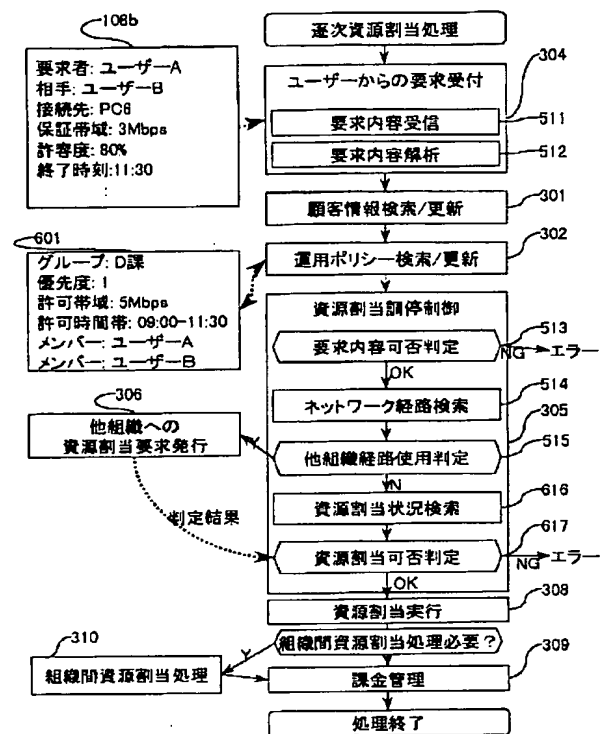 108b
逐次資源割当処理
要求者: ユーザーA
相手: ユーザーB
接続先: PC6
保証帯域: 3Mbps
許容度: 80%
終了時刻:11:30
:
304
ユーザーからの要求受付
要求内容受信
511
要求内容解析
512
顧客情報検索/更新
301
運用ポリシー検索/更新
302
601
グループ: D課
優先度: 1
許可帯域: 5Mbps
許可時間帯: 09:00-11:30
メンバー: ユーザーA
メンバー: ユーザーB
資源割当調停制御
要求内容可否判定
513
NG
エラー
OK
ネットワーク経路検索
514
305
306
他組織への
資源割当要求発行
Y
他組織経路使用判定
515
N
資源割当状況検索
616
判定結果
資源割当可否判定
617
NG
エラー
OK
資源割当実行
308
組織間資源割当処理必要?
Y
310
組織間資源割当処理
課金管理
309
処理終了